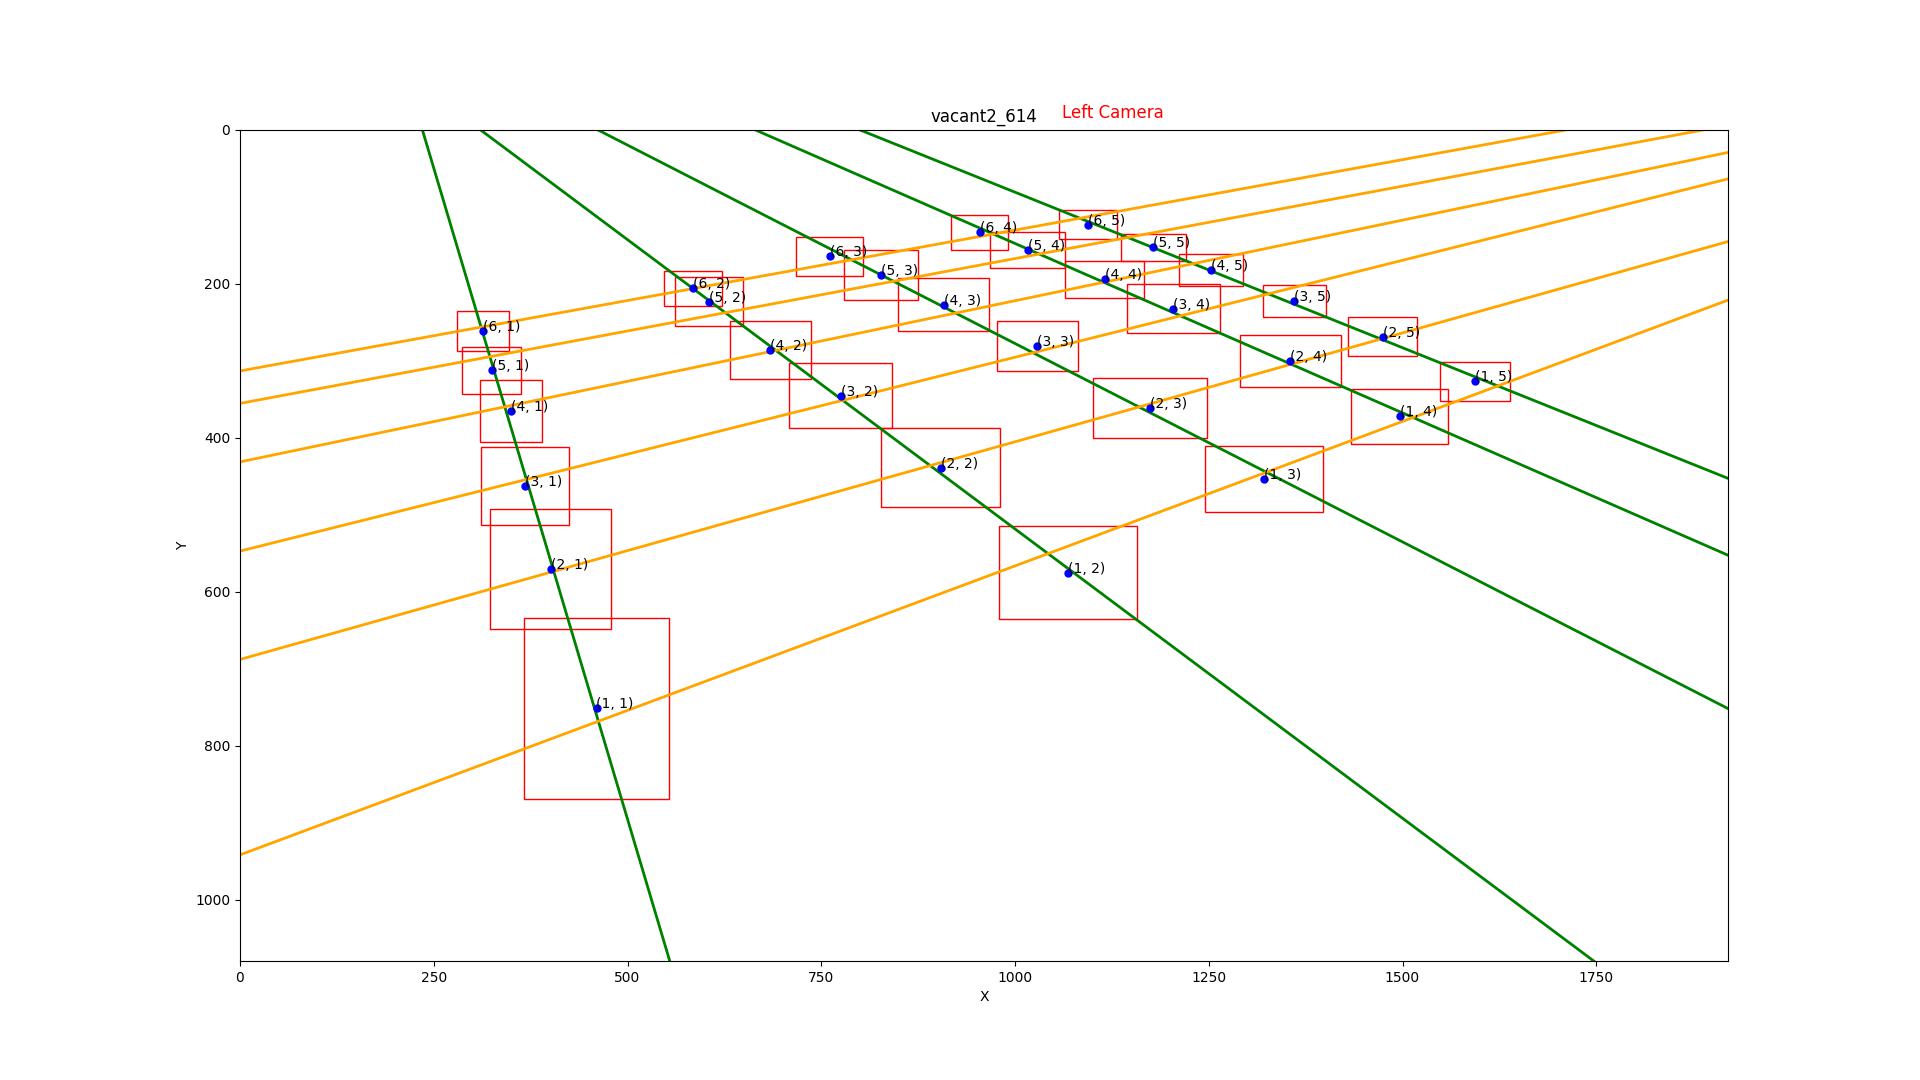 vacant2_614 Left Camera
0
(6, 4) (6, 5)
(6, 3) (5, 4) (5, 5)
(5, 3) (4, 4) (4, 5)
200 (6, 2)
(5, 2) (4, 3) (3, 4) (3, 5)
(6, 1) (4, 2) (3, 3) (2, 4) (2, 5)
(5, 1) (1, 5)
(4, 1) (3, 2) (2, 3) (1, 4)
400
(3, 1) (2, 2) (1, 3)
Y
(2, 1) (1, 2)
600
(1, 1)
800
1000
0 250 500 750 1000 1250 1500 1750
X